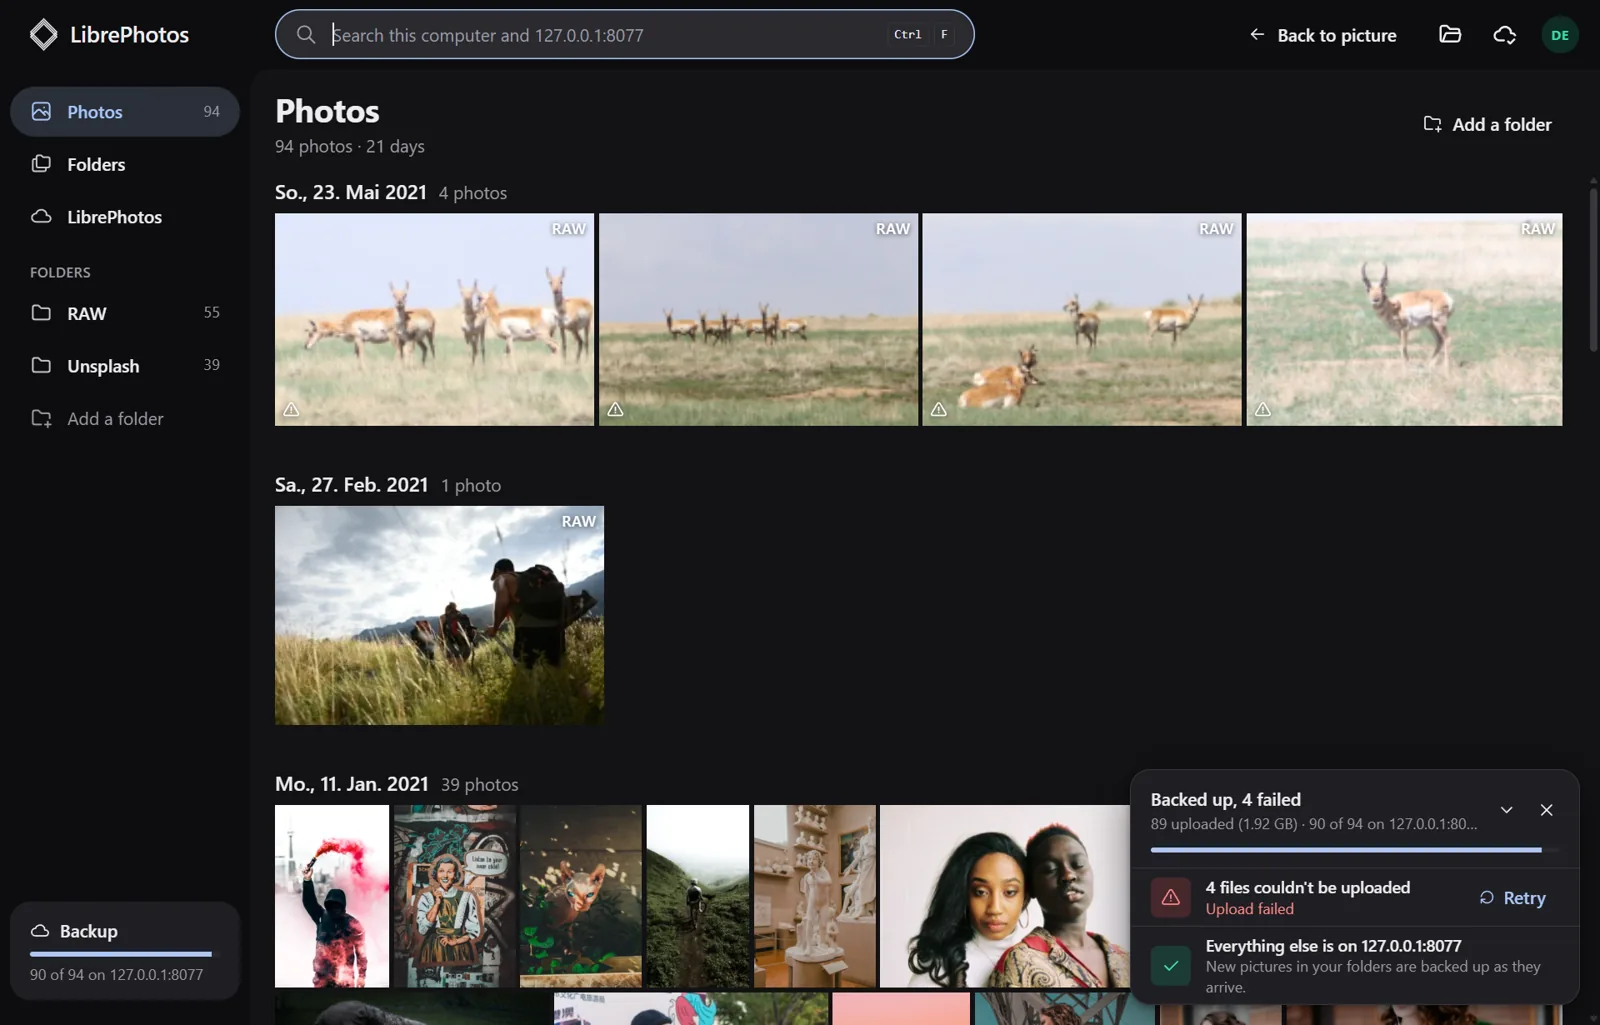 LibrePhotos
Search this computer and 127.0.0.1:8077
Ctrl F
Back to picture
DE
Photos 94
Folders
LibrePhotos
FOLDERS
RAW 55
Unsplash 39
Add a folder
Backup
90 of 94 on 127.0.0.1:8077
Photos
94 photos · 21 days
Add a folder
So., 23. Mai 2021 4 photos
RAW
RAW
RAW
RAW
Sa., 27. Feb. 2021 1 photo
RAW
Mo., 11. Jan. 2021 39 photos
Backed up, 4 failed
89 uploaded (1.92 GB) · 90 of 94 on 127.0.0.1:80...
4 files couldn't be uploaded
Upload failed
Retry
Everything else is on 127.0.0.1:8077
New pictures in your folders are backed up as they
arrive.